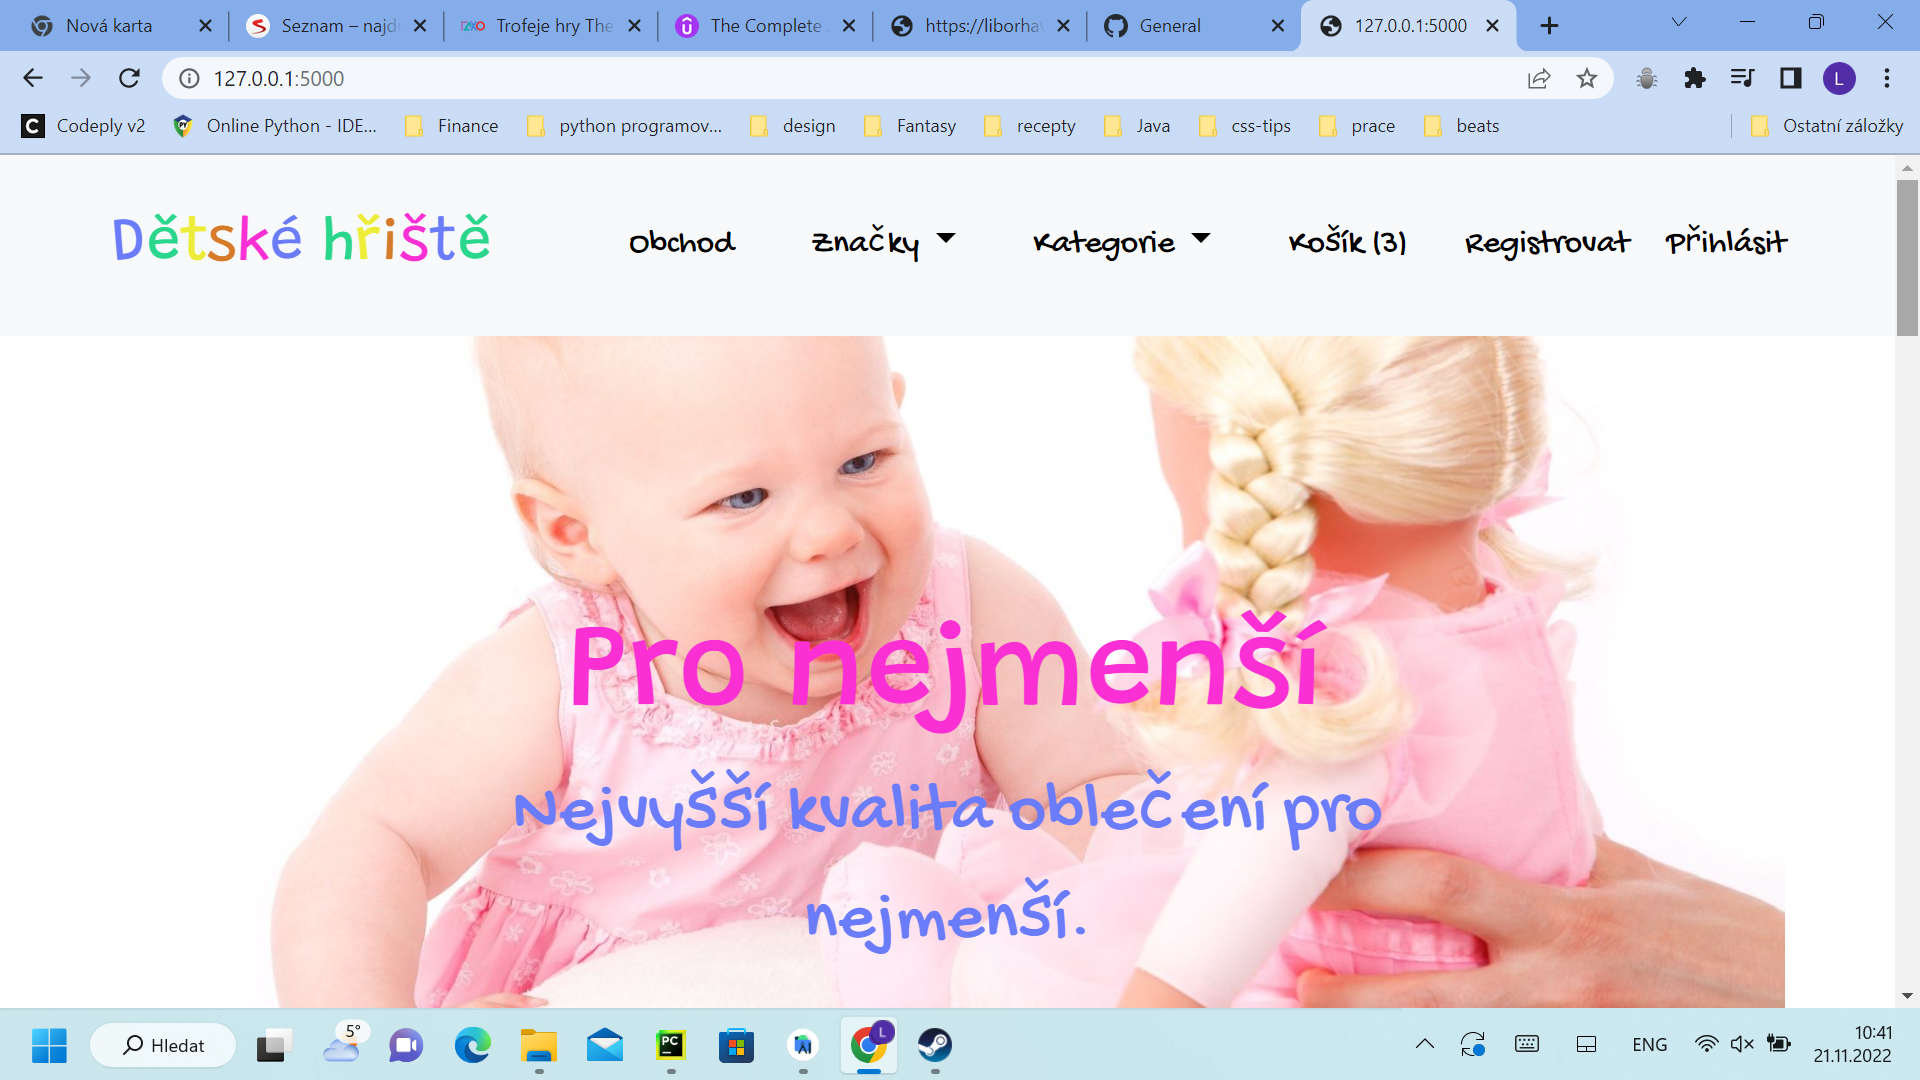 Nová karta
Seznam – najd
Trofeje hry The
The Complete
https://liborha
General
127.0.0.1:5000
127.0.0.1:5000
L
C Codeply v2
Online Python - IDE...
Finance
python programov...
design
Fantasy
recepty
Java
css-tips
prace
beats
Ostatní záložky
Dětské hřiště
Obchod
Značky
Kategorie
Košík (3)
Registrovat
Přihlásit
Pro nejmenší
Nejvyšší kvalita oblečení pro
nejmenší.
Hledat
5°
PC
L
ENG
10:41
21.11.2022